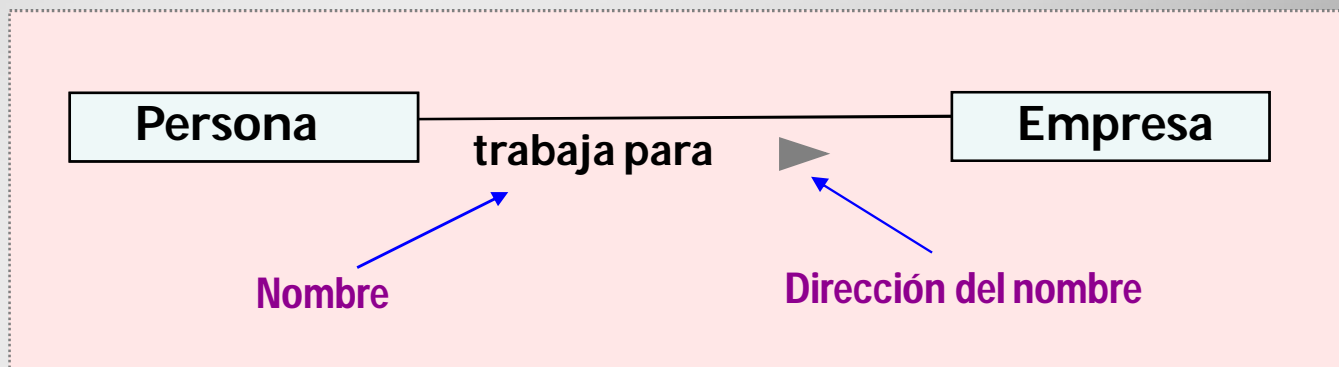 Persona
Empresa
trabaja para
Nombre
Dirección del nombre